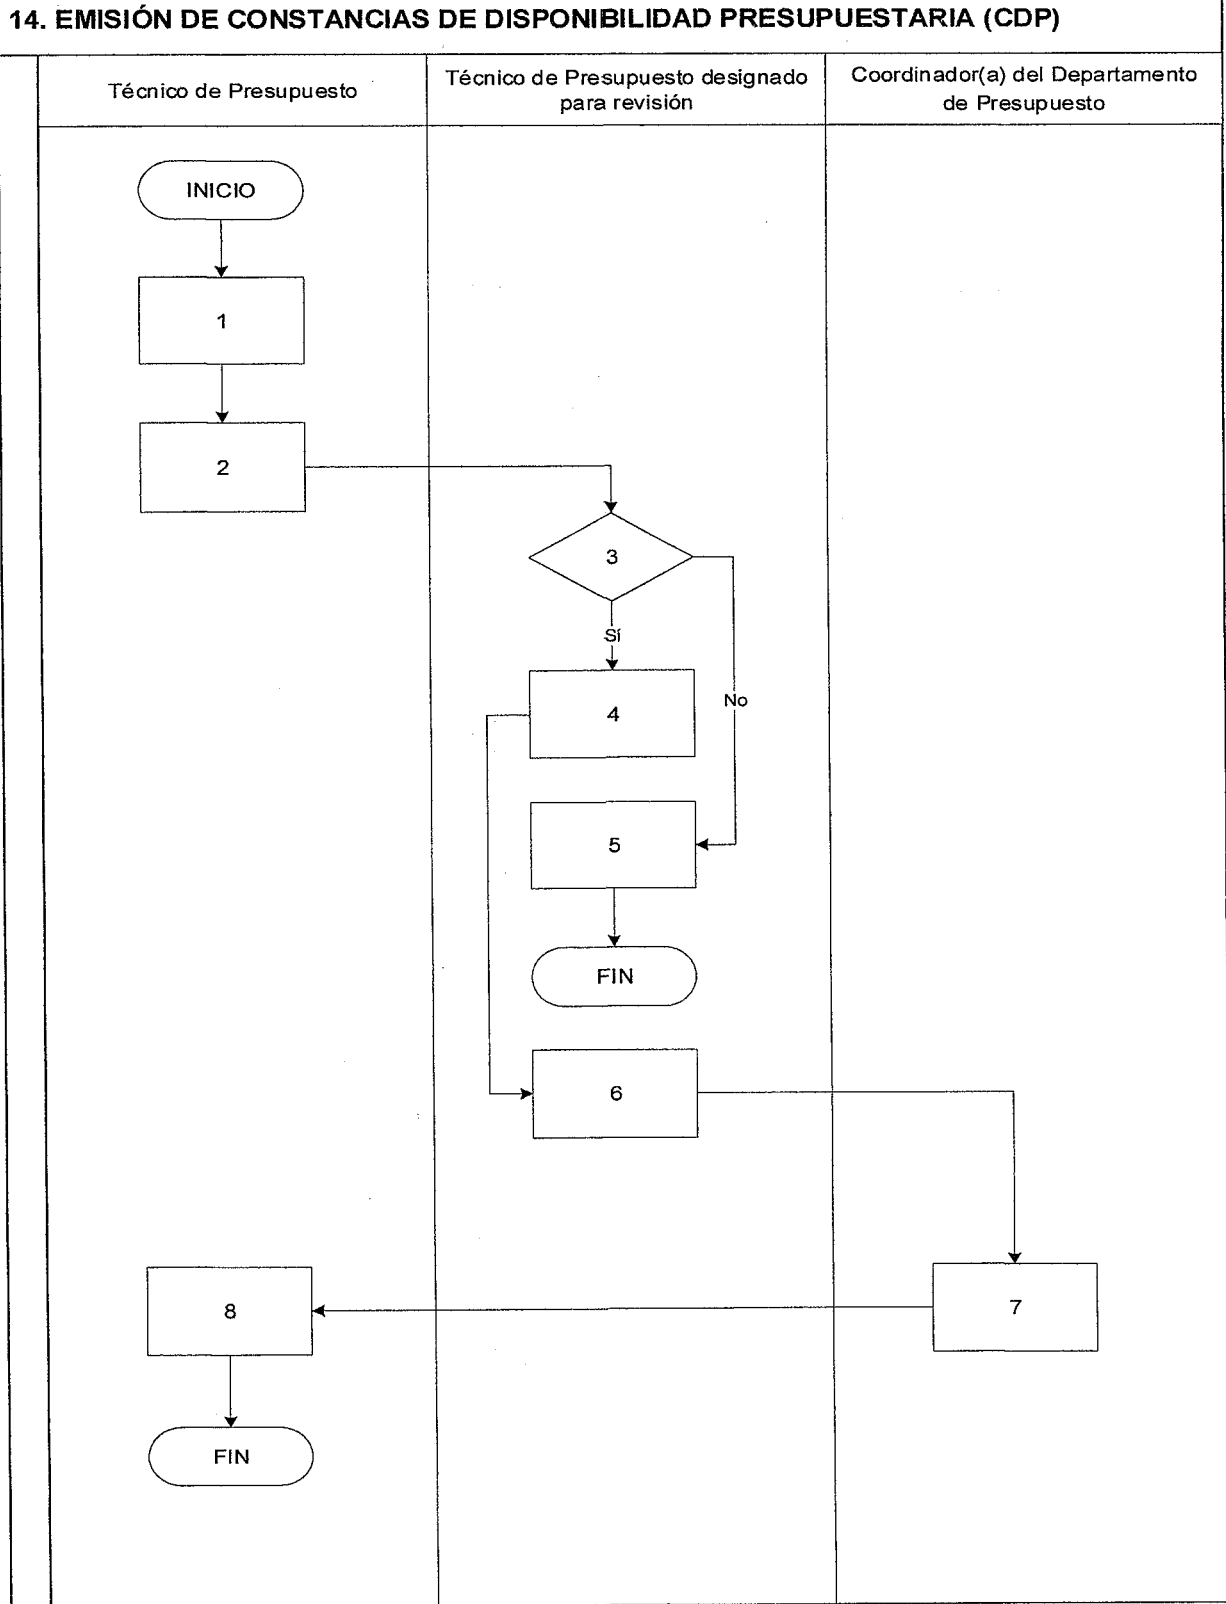 14. EMISIÓN DE CONSTANCIAS DE DISPONIBILIDAD PRESUPUESTARIA (CDP)
Técnico de Presupuesto
Técnico de Presupuesto designado
para revisión
Coordinador(a) del Departamento
de Presupuesto
INICIO
1
2
3
Sí
4
No
5
FIN
6
7
8
FIN